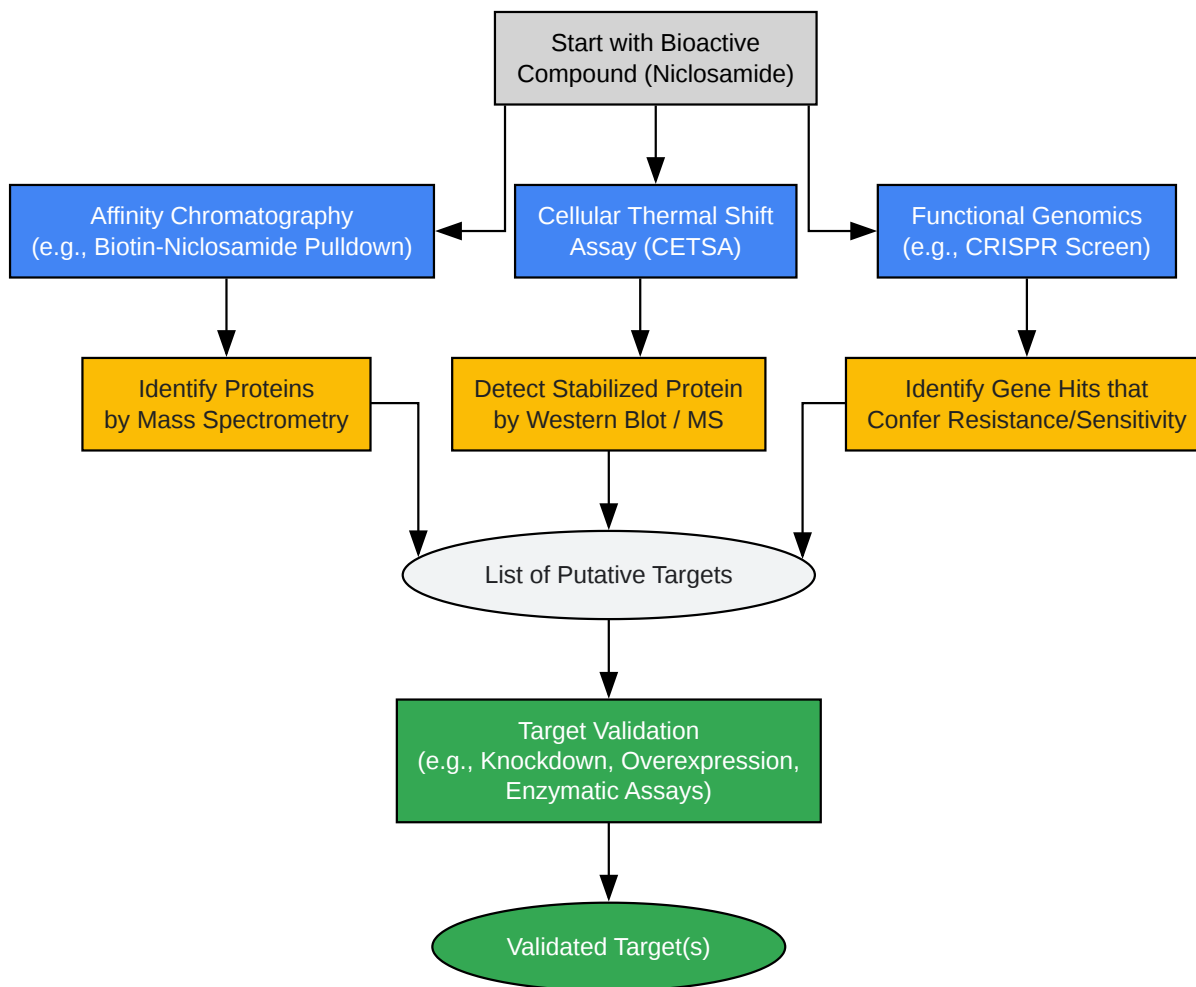 Start with Bioactive
Compound (Niclosamide)
Affinity Chromatography
(e.g., Biotin-Niclosamide Pulldown)
Cellular Thermal Shift
Assay (CETSA)
Functional Genomics
(e.g., CRISPR Screen)
Identify Proteins
by Mass Spectrometry
Detect Stabilized Protein
by Western Blot / MS
Identify Gene Hits that
Confer Resistance/Sensitivity
List of Putative Targets
Target Validation
(e.g., Knockdown, Overexpression,
Enzymatic Assays)
Validated Target(s)